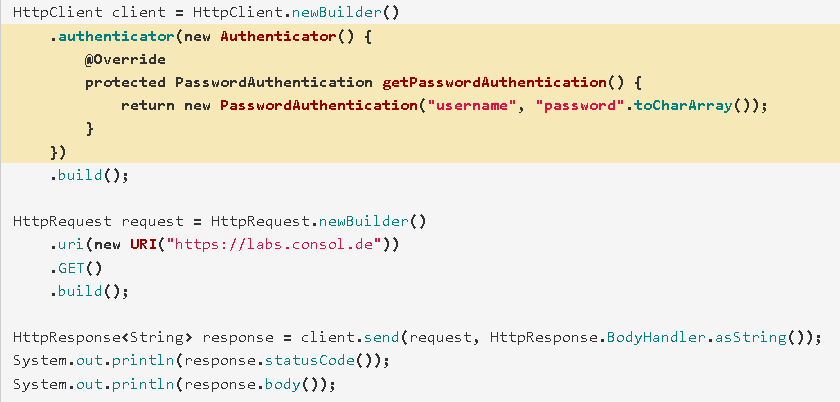 HttpClient client = HttpClient.newBuilder()
    .authenticator(new Authenticator() {
        @Override
        protected PasswordAuthentication getPasswordAuthentication() {
            return new PasswordAuthentication("username", "password".toCharArray());
        }
    })
    .build();

HttpRequest request = HttpRequest.newBuilder()
    .uri(new URI("https://labs.consol.de"))
    .GET()
    .build();

HttpResponse<String> response = client.send(request, HttpResponse.BodyHandler.asString());
System.out.println(response.statusCode());
System.out.println(response.body());